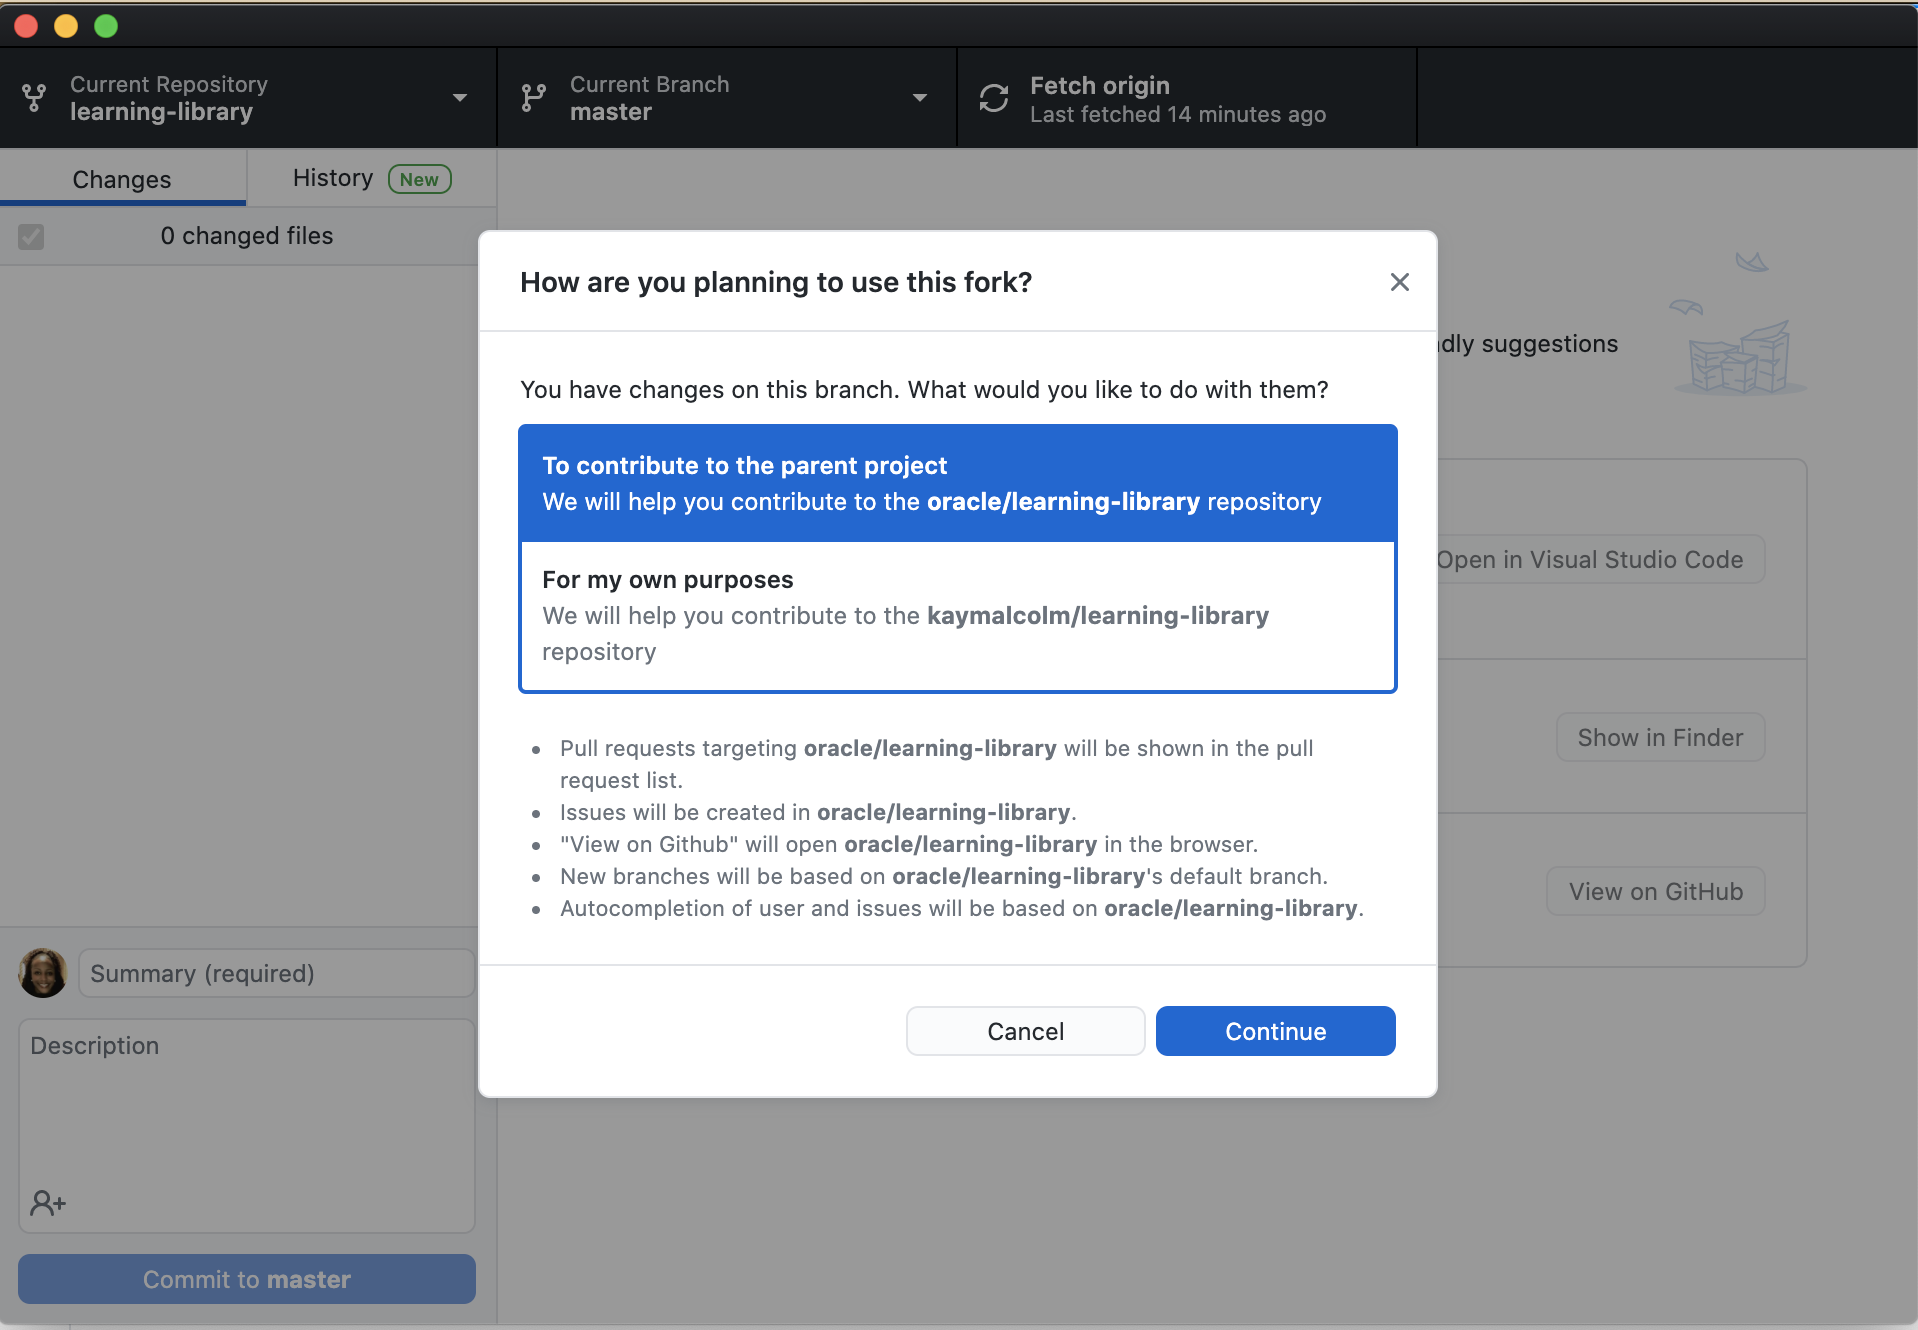 Current Repository
learning-library
Current Branch
master
Fetch origin
Last fetched 14 minutes ago
Changes
History New
0 changed files
How are you planning to use this fork?
You have changes on this branch. What would you like to do with them?
To contribute to the parent project
We will help you contribute to the oracle/learning-library repository
For my own purposes
We will help you contribute to the kaymalcolm/learning-library
repository
• Pull requests targeting oracle/learning-library will be shown in the pull
request list.
• Issues will be created in oracle/learning-library.
• "View on Github" will open oracle/learning-library in the browser.
• New branches will be based on oracle/learning-library's default branch.
• Autocompletion of user and issues will be based on oracle/learning-library.
Cancel
Continue
suggestions
Open in Visual Studio Code
Show in Finder
View on GitHub
Summary (required)
Description
Commit to master